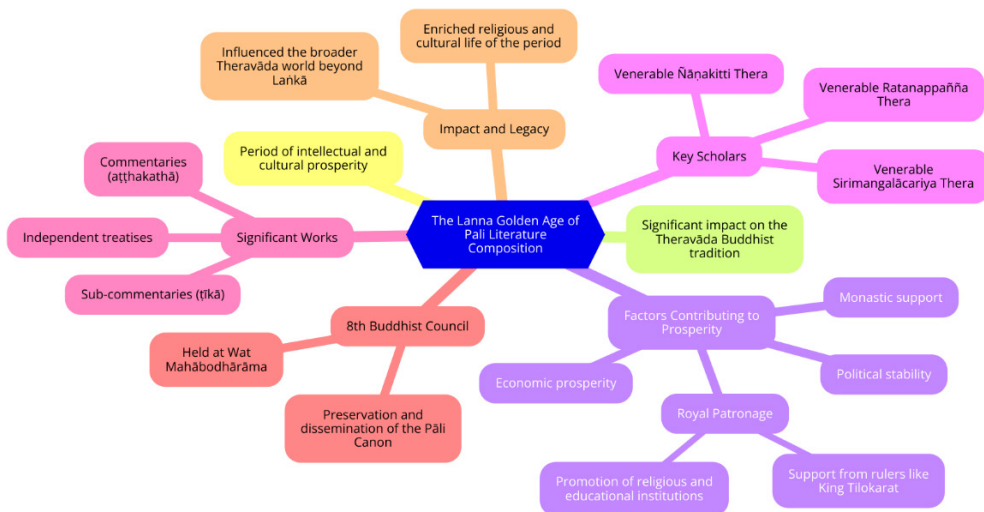 The Lanna Golden Age of
Pali Literature
Composition
Impact and Legacy
Enriched religious and
cultural life of the period
Influenced the broader
Theravāda world beyond
Laṅkā
Period of intellectual and
cultural prosperity
Key Scholars
Venerable Ñāṇakitti Thera
Venerable Ratanappañña
Thera
Venerable
Sirimangalācariya Thera
Significant impact on the
Theravāda Buddhist
tradition
Factors Contributing to
Prosperity
Monastic support
Political stability
Royal Patronage
Support from rulers like
King Tilokarat
Promotion of religious and
educational institutions
Economic prosperity
8th Buddhist Council
Held at Wat
Mahābodhārāma
Preservation and
dissemination of the Pāli
Canon
Significant Works
Commentaries
(aṭṭhakathā)
Independent treatises
Sub-commentaries (ṭīkā)